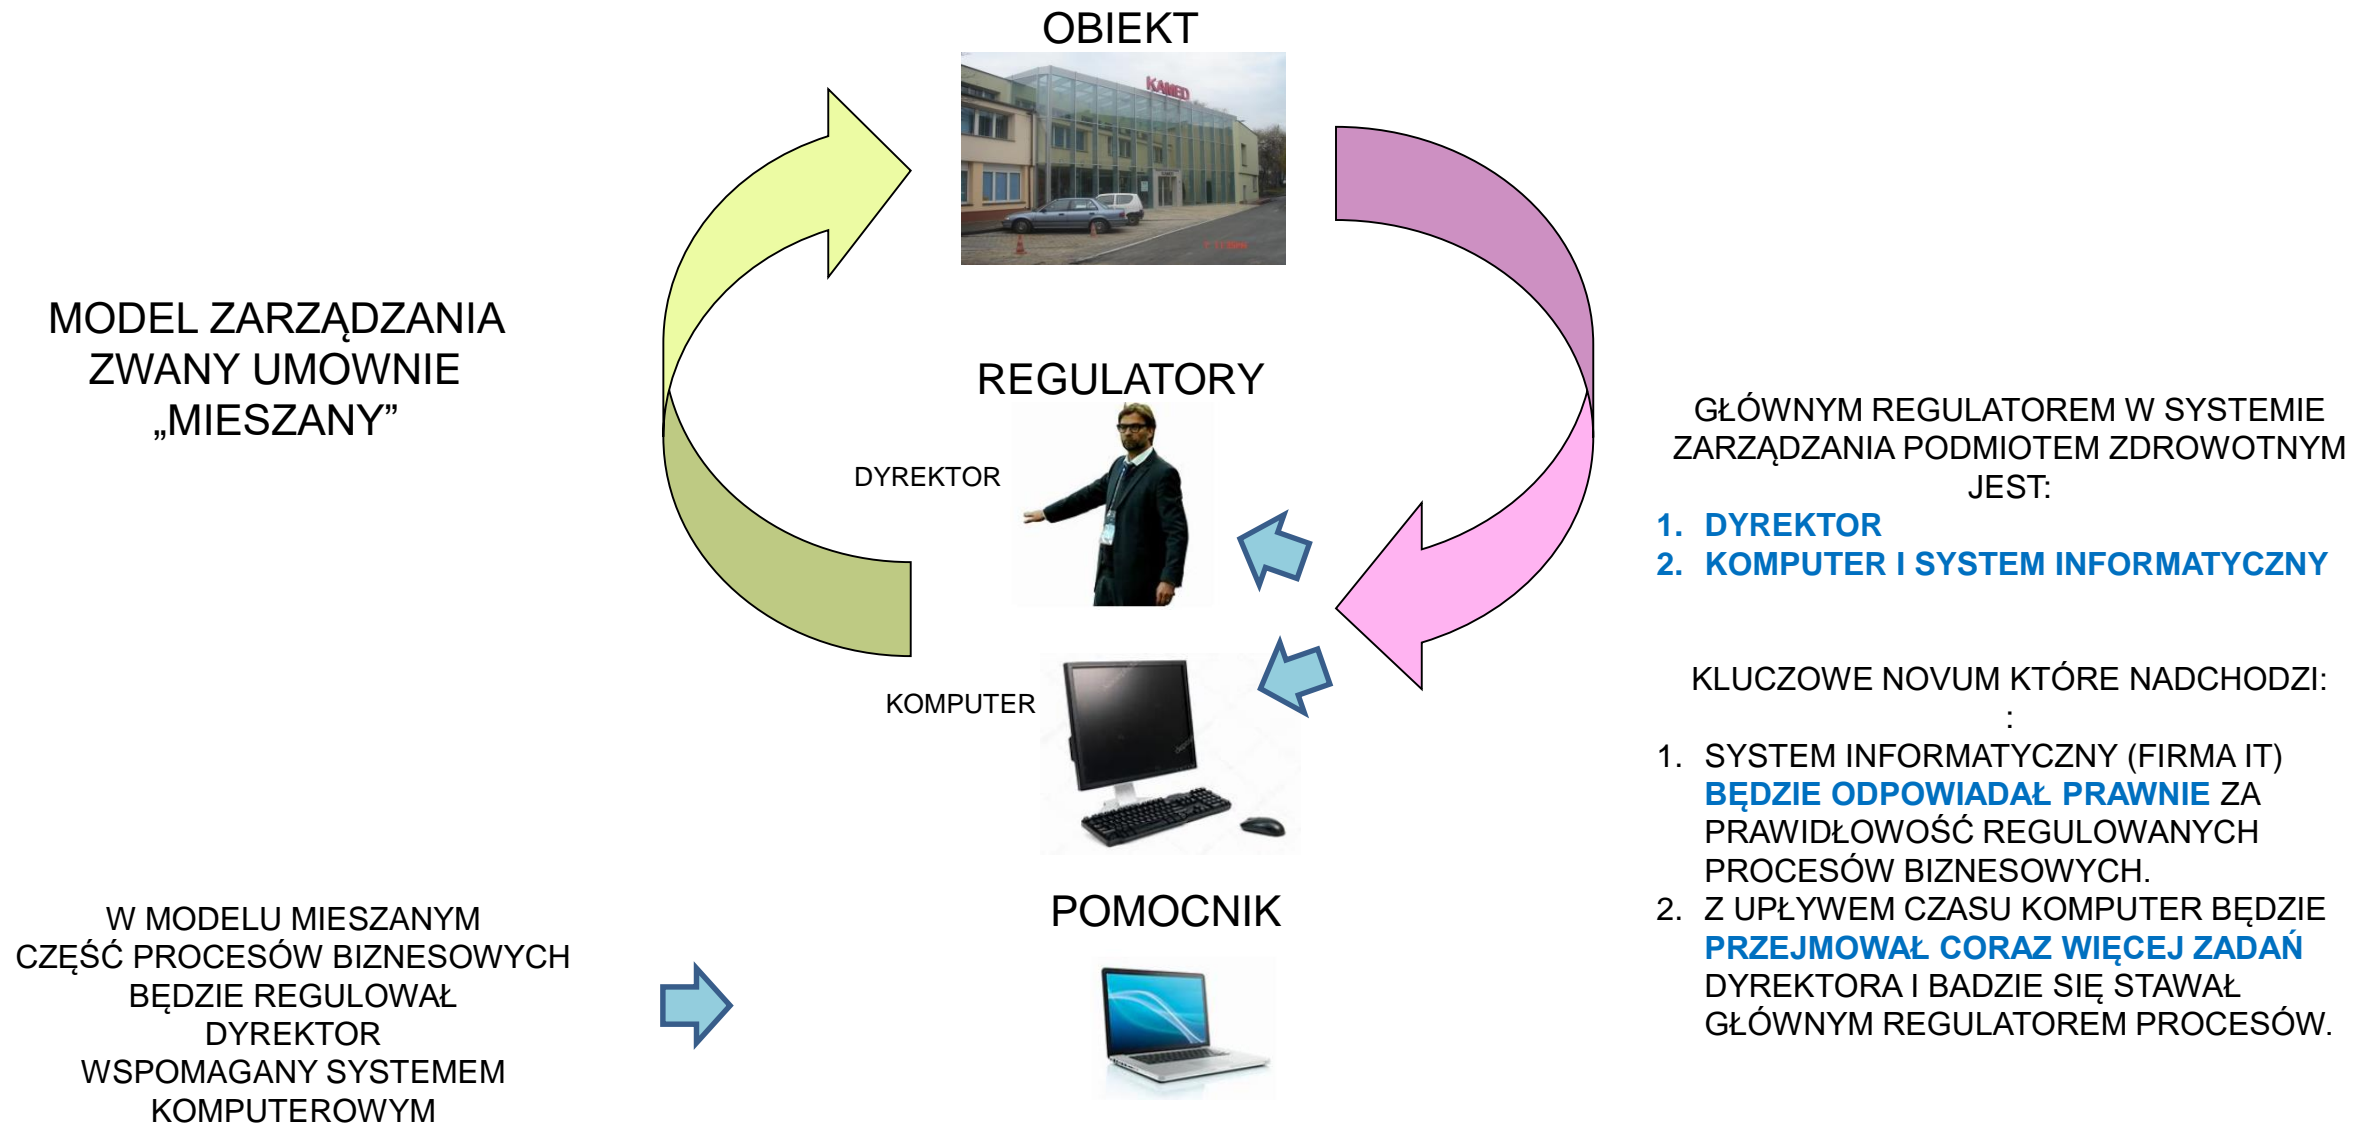 OBIEKT
KAMED
MODEL ZARZĄDZANIA
ZWANY UMOWNIE
„MIESZANY”
REGULATORY
DYREKTOR
KOMPUTER
GŁÓWNYM REGULATOREM W SYSTEMIE
ZARZĄDZANIA PODMIOTEM ZDROWOTNYM
JEST:
1. DYREKTOR
2. KOMPUTER I SYSTEM INFORMATYCZNY
KLUCZOWE NOVUM KTÓRE NADCHODZI:
:
1. SYSTEM INFORMATYCZNY (FIRMA IT)
BĘDZIE ODPOWIADAŁ PRAWNIE ZA
PRAWIDŁOWOŚĆ REGULOWANYCH
PROCESÓW BIZNESOWYCH.
2. Z UPŁYWEM CZASU KOMPUTER BĘDZIE
PRZEJMOWAŁ CORAZ WIĘCEJ ZADAŃ
DYREKTORA I BADZIE SIĘ STAWAŁ
GŁÓWNYM REGULATOREM PROCESÓW.
POMOCNIK
W MODELU MIESZANYM
CZĘŚĆ PROCESÓW BIZNESOWYCH
BĘDZIE REGULOWAŁ
DYREKTOR
WSPOMAGANY SYSTEMEM
KOMPUTEROWYM